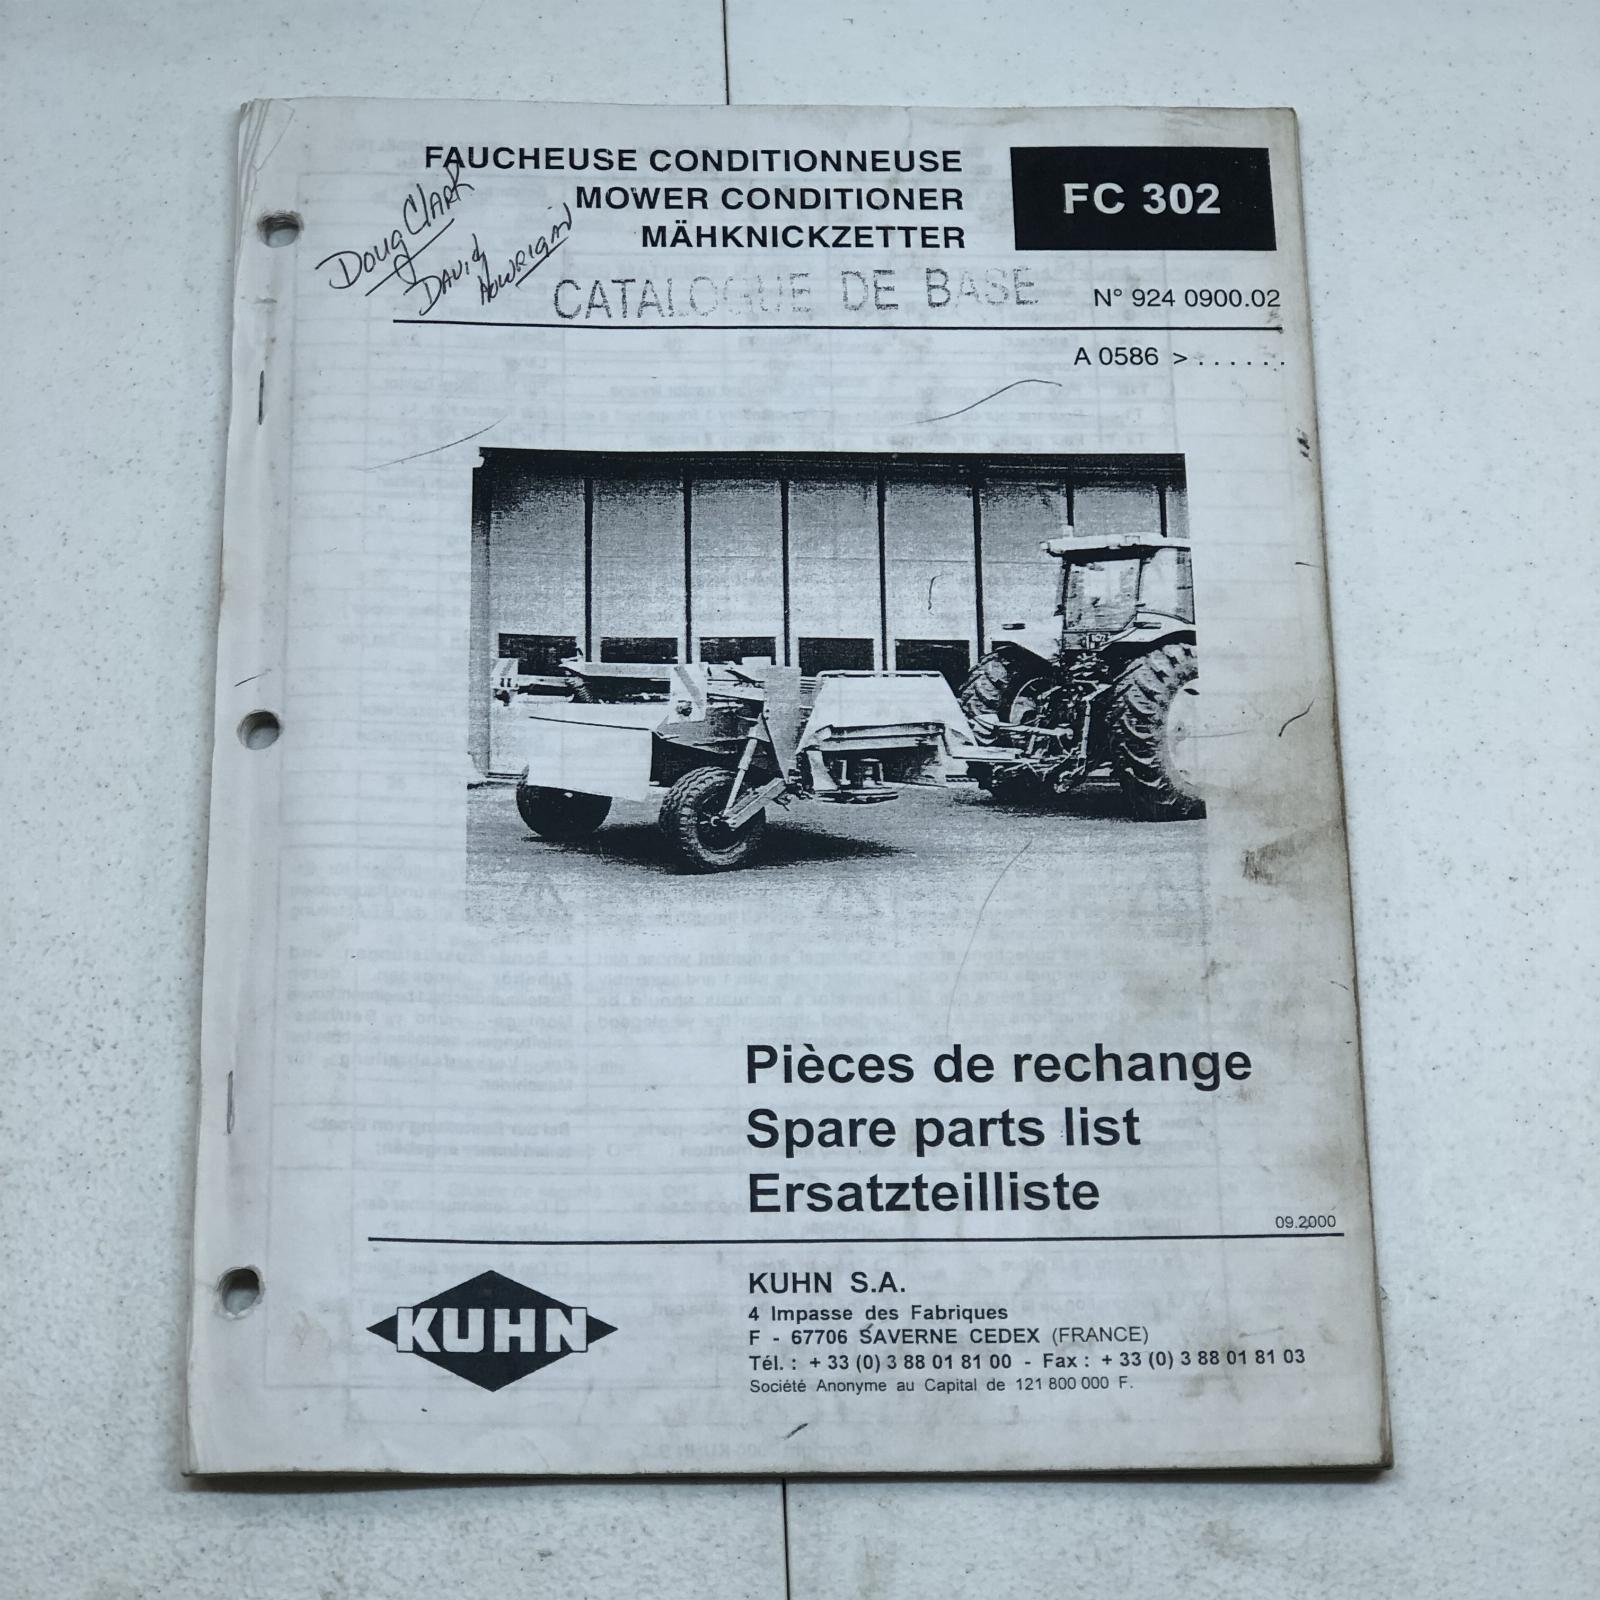 FAUCHEUSE CONDITIONNEUSE
MOWER CONDITIONER
MÄHKNICKZETTER
FC 302
Doug Clark
David
CATALOGUE DE BASE
N° 924 0900.02
A 0586 > . . . . . .
Pièces de rechange
Spare parts list
Ersatzteilliste
09.2000
KUHN
KUHN S.A.
4 Impasse des Fabriques
F - 67706 SAVERNE CEDEX (FRANCE)
Tél. : + 33 (0) 3 88 01 81 00 - Fax : + 33 (0) 3 88 01 81 03
Société Anonyme au Capital de 121 800 000 F.